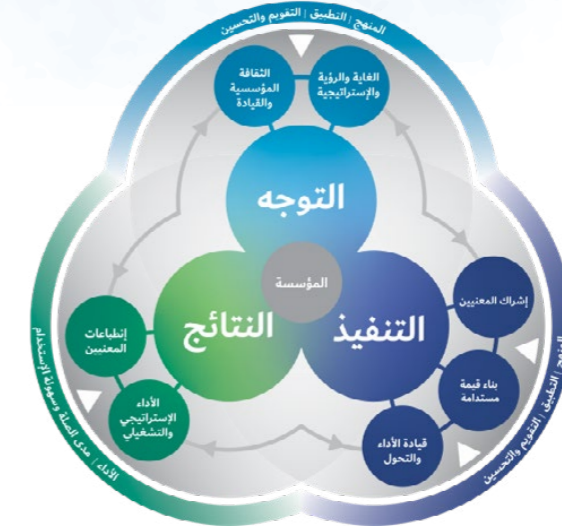 المنهج | التطبيق | التقويم والتحسين
الغاية والرؤية
والإستراتيجية
الثقافة
المؤسسية
والقيادة
التوجه
المؤسسة
التنفيذ
النتائج
إشراك المعنيين
بناء قيمة
مستدامة
قيادة الأداء
والتحول
المنهج | التطبيق | التقويم والتحسين
إنطباعات
المعنيين
الأداء
الإستراتيجي
والتشغيلي
الأداء | مدى الصلة وسهولة الإستخدام